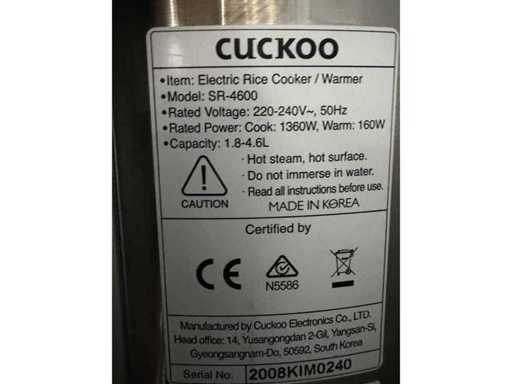 CUCKOO
•Item: Electric Rice Cooker / Warmer
•Model: SR-4600
•Rated Voltage: 220-240V~, 50Hz
•Rated Power: Cook: 1360W, Warm: 160W
•Capacity: 1.8-4.6L
· Hot steam, hot surface.
· Do not immerse in water.
· Read all instructions before use.
CAUTION
MADE IN KOREA
Certified by
CE
N5586
Manufactured by Cuckoo Electronics Co., LTD.
Head office: 14, Yusangongdan 2-Gil, Yangsan-Si,
Gyeongsangnam-Do, 50592, South Korea
Serial No. 2008KIM0240